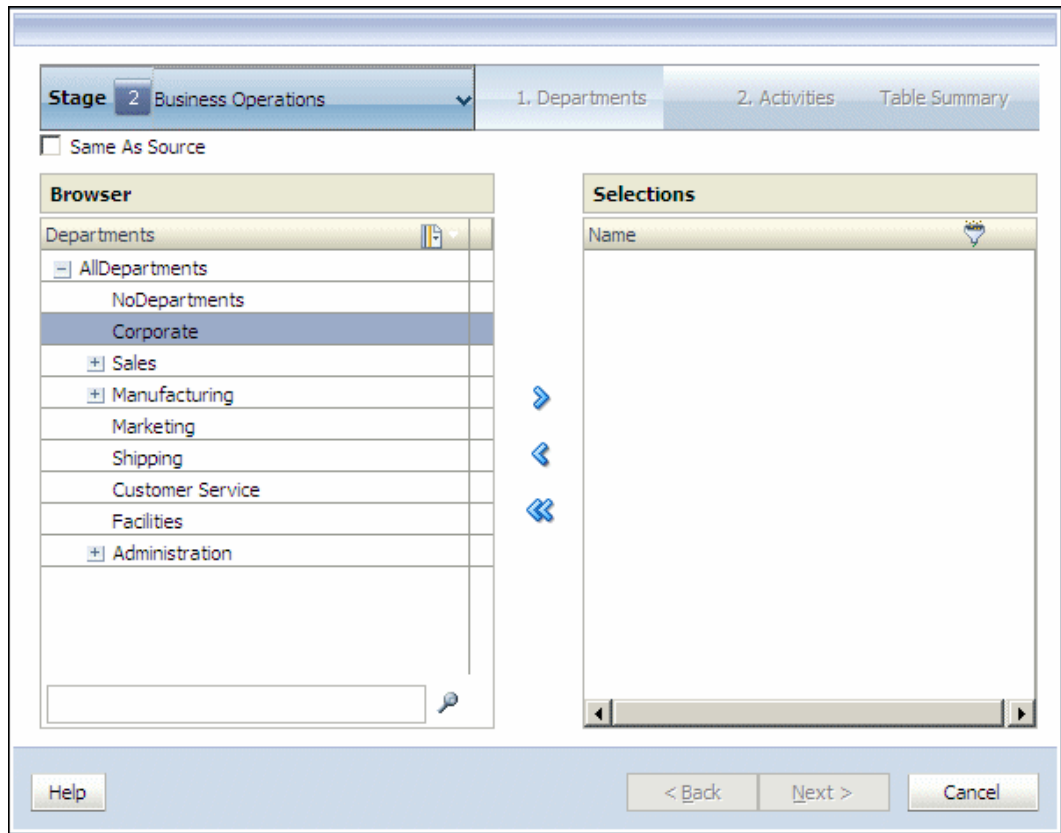 Stage 2 Business Operations 1. Departments 2. Activities Table Summary
Same As Source
Browser Selections
Departments Name
AllDepartments
NoDepartments
Corporate
Sales
Manufacturing
Marketing
Shipping
Customer Service
Facilities
Administration
Help < Back Next > Cancel